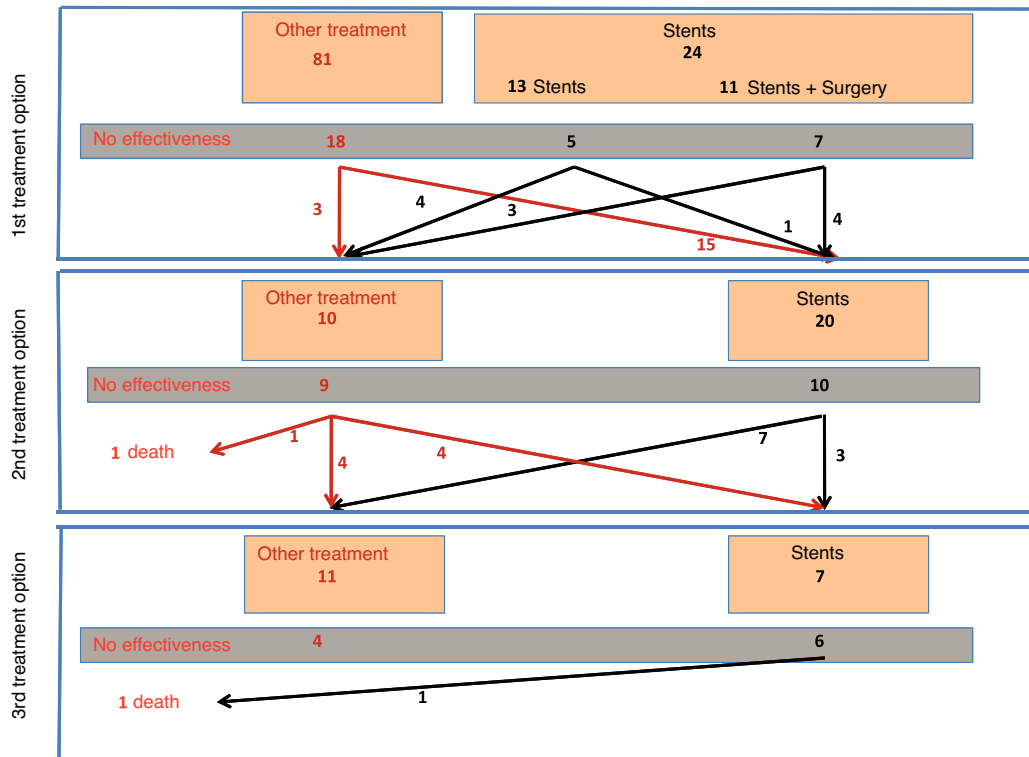 1st treatment option
Other treatment
81
Stents
24
13 Stents
11 Stents + Surgery
No effectiveness 18 5 7
3 4 3 15 1 4
2nd treatment option
Other treatment
10
Stents
20
No effectiveness 9 10
1 death
1 4 4 7 3
3rd treatment option
Other treatment
11
Stents
7
No effectiveness 4 6
1 death
1